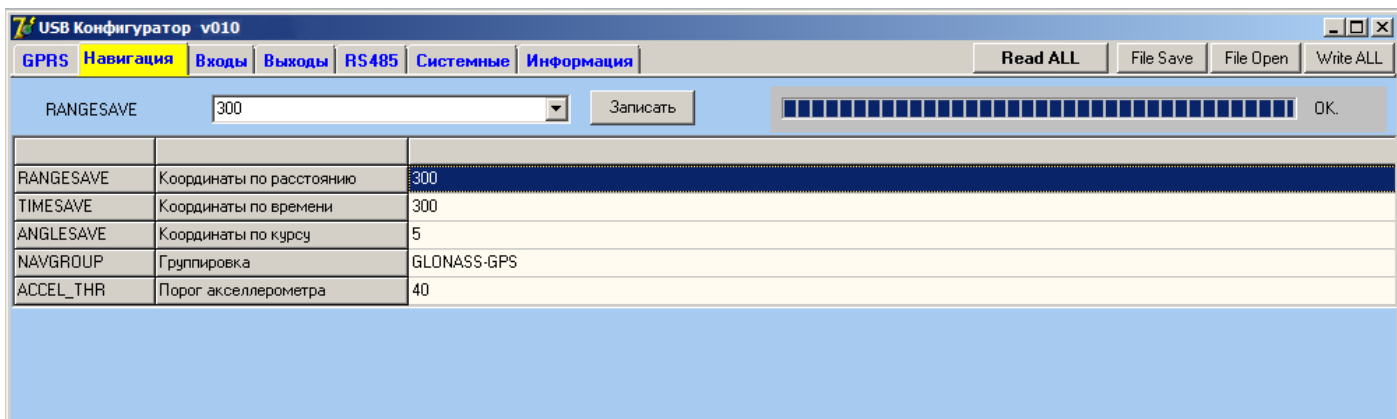 USB Конфигуратор v010
GPRS Навигация Входы Выходы RS485 Системные Информация Read ALL File Save File Open Write ALL
RANGESAVE 300 Записать OK.
RANGESAVE Координаты по расстоянию 300
TIMESAVE Координаты по времени 300
ANGLESAVE Координаты по курсу 5
NAVGROUP Группировка GLONASS-GPS
ACCEL_THR Порог акселлерометра 40